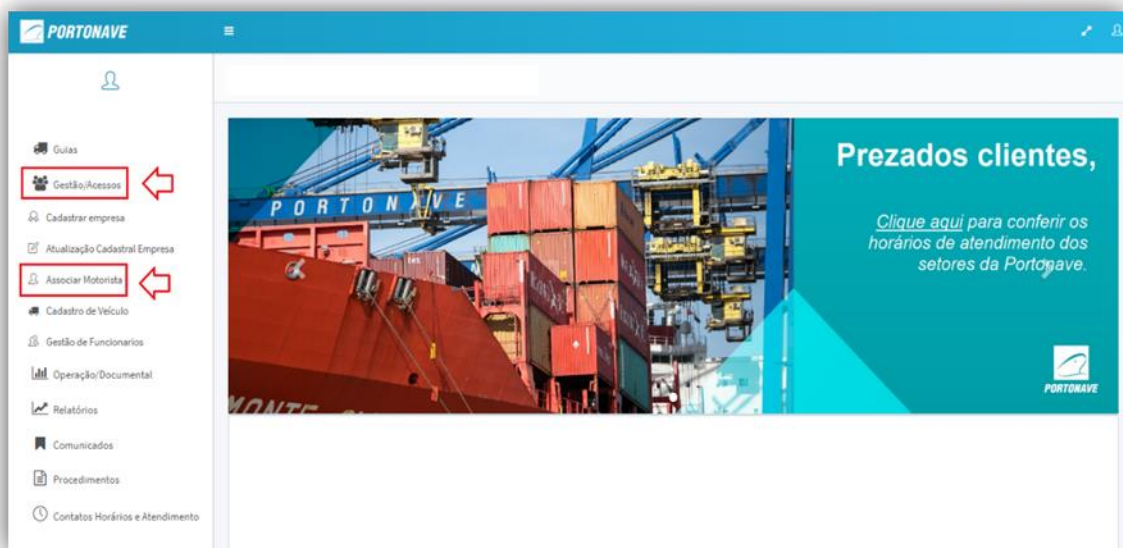 PORTONAVE
Guias
Gestão/Acessos
Cadastrar empresa
Atualização Cadastral Empresa
Associar Motorista
Cadastro de Veículo
Gestão de Funcionarios
Operação/Documental
Relatórios
Comunicados
Procedimentos
Contatos Horários e Atendimento
PORTONAVE
MONTE
Prezados clientes,
Clique aqui para conferir os
horários de atendimento dos
setores da Portonave.
PORTONAVE